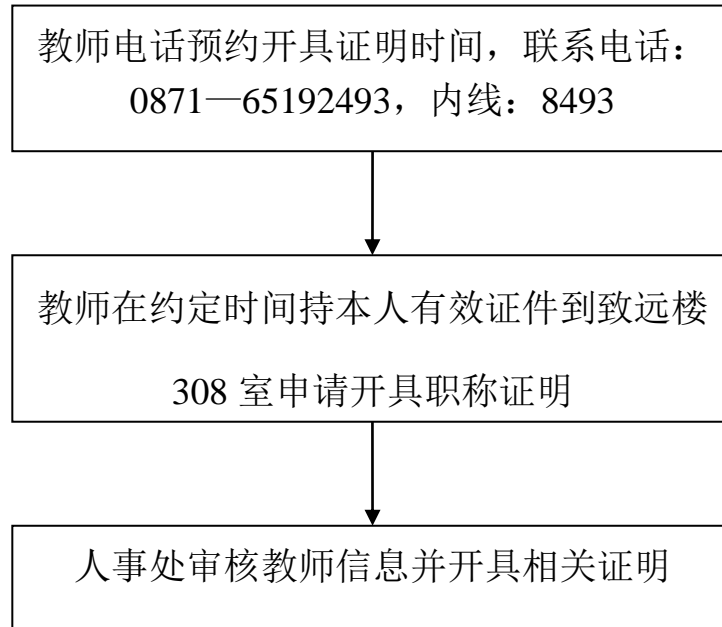 教师电话预约开具证明时间，联系电话：
0871—65192493，内线：8493
教师在约定时间持本人有效证件到致远楼
308 室申请开具职称证明
人事处审核教师信息并开具相关证明